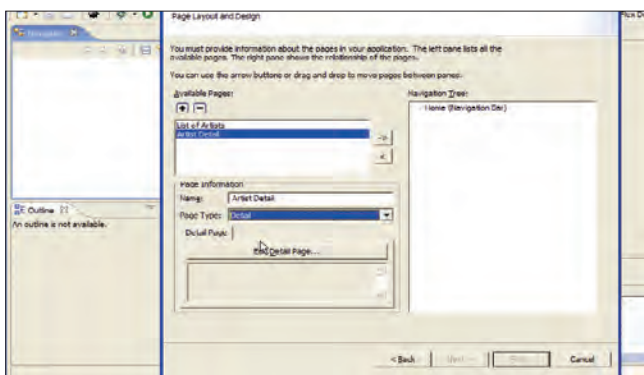 Page Layout and Design
Navigator
You must provide information about the pages in your application. The left pane lists all the
available pages. The right pane shows the relationship of the pages.
You can use the arrow buttons or drag and drop to move pages between panes.
Available Pages:
Navigation Tree:
Home (Navigation Bar)
List of Artists
Artist Detail
->
<
Page Information
Name: Artist Detail
Page Type: Detail
Detail Page
Edit Detail Page...
Outline
An outline is not available.
< Back
Next
Cancel